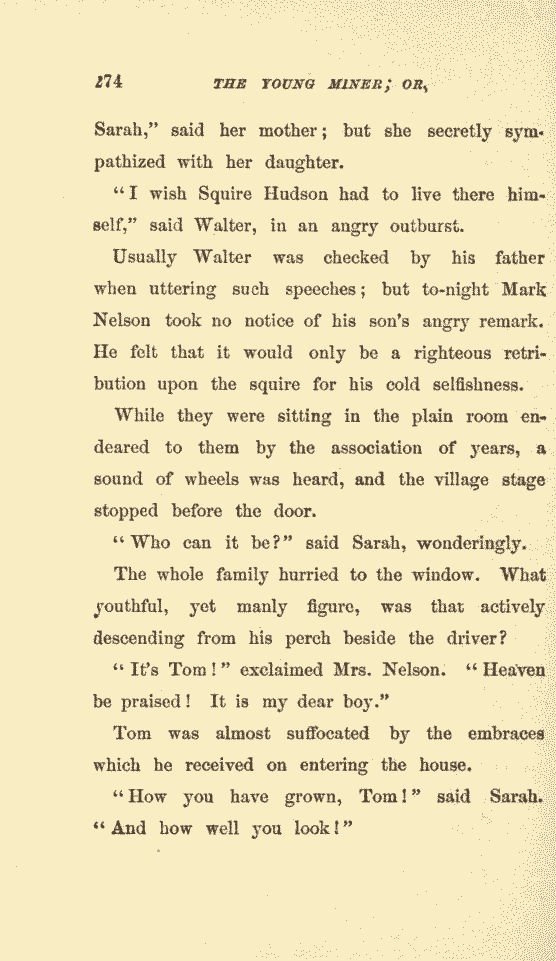 274 THE YOUNG MINER; OR,
Sarah,” said her mother; but she secretly sym-
pathized with her daughter.
“I wish Squire Hudson had to live there him-
self,” said Walter, in an angry outburst.
Usually Walter was checked by his father
when uttering such speeches; but to-night Mark
Nelson took no notice of his son's angry remark.
He felt that it would only be a righteous retri-
bution upon the squire for his cold selfishness.
While they were sitting in the plain room en-
deared to them by the association of years, a
sound of wheels was heard, and the village stage
stopped before the door.
“Who can it be?” said Sarah, wonderingly.
The whole family hurried to the window. What
youthful, yet manly figure, was that actively
descending from his perch beside the driver?
“It's Tom!” exclaimed Mrs. Nelson. “Heaven
be praised! It is my dear boy.”
Tom was almost suffocated by the embraces
which he received on entering the house.
“How you have grown, Tom!” said Sarah.
“And how well you look!”